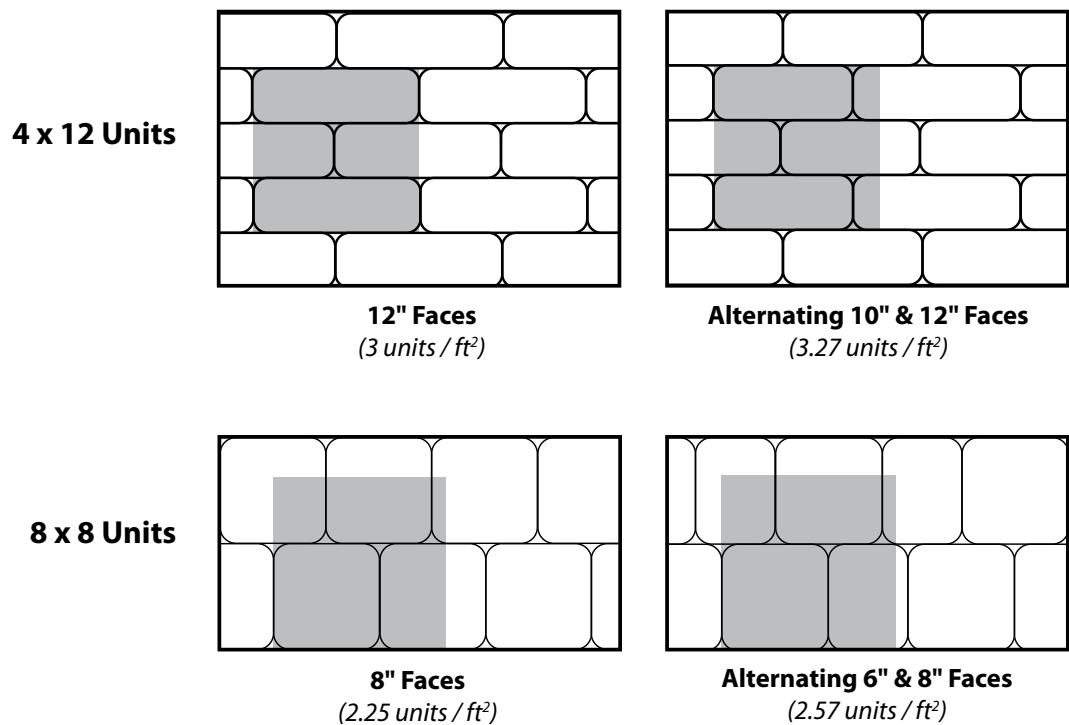 4 x 12 Units
12" Faces
(3 units / ft²)
Alternating 10" & 12" Faces
(3.27 units / ft²)
8 x 8 Units
8" Faces
(2.25 units / ft²)
Alternating 6" & 8" Faces
(2.57 units / ft²)